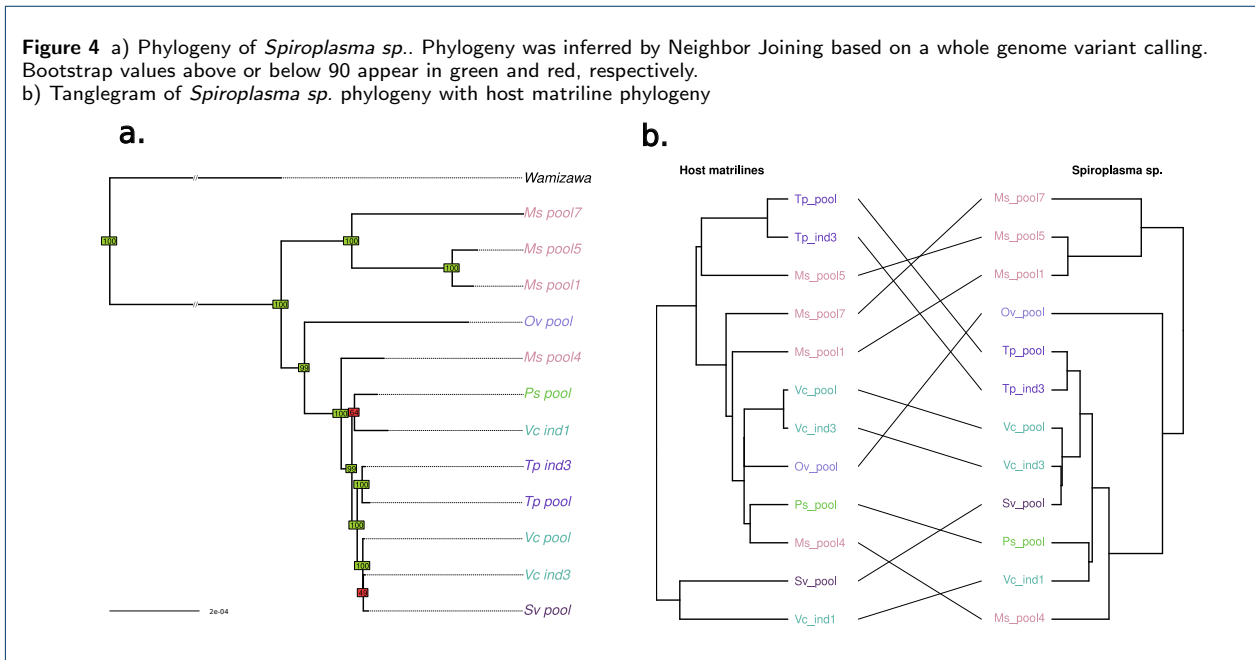 Figure 4 a) Phylogeny of Spiroplasma sp.. Phylogeny was inferred by Neighbor Joining based on a whole genome variant calling.
Bootstrap values above or below 90 appear in green and red, respectively.
b) Tanglegram of Spiroplasma sp. phylogeny with host matriline phylogeny
a.
Wamizawa
Ms pool7
Ms pool5
Ms pool1
Ov pool
Ms pool4
Ps pool
Vc ind1
Tp ind3
Tp pool
Vc pool
Vc ind3
Sv pool
100
100
100
100
99
100
64
99
100
100
100
2e-04
b.
Host matrilines
Tp_pool
Tp_ind3
Ms_pool5
Ms_pool7
Ms_pool1
Vc_pool
Vc_ind3
Ov_pool
Ps_pool
Ms_pool4
Sv_pool
Vc_ind1
Spiroplasma sp.
Ms_pool7
Ms_pool5
Ms_pool1
Ov_pool
Tp_pool
Tp_ind3
Vc_pool
Vc_ind3
Sv_pool
Ps_pool
Vc_ind1
Ms_pool4